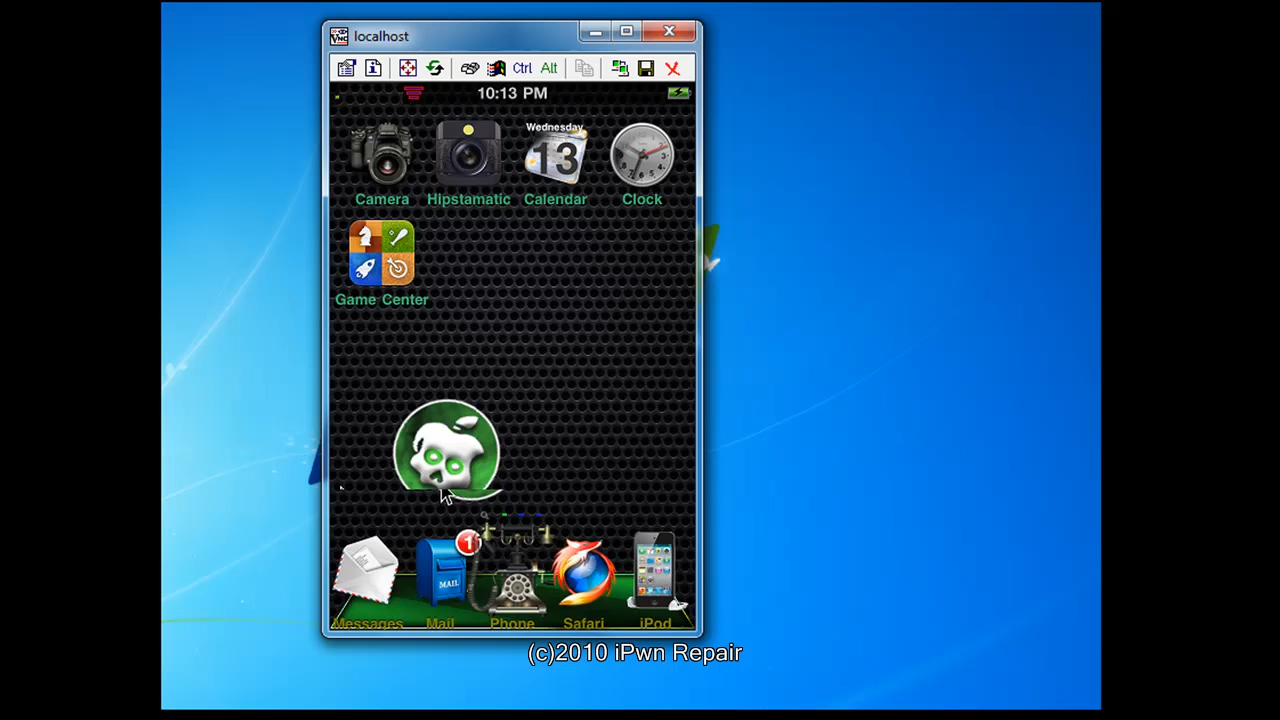 localhost
Ctrl Alt
10:13 PM
Wednesday
13
Camera Hipstamatic Calendar Clock
Game Center
1
MAIL
Messages Mail Phone Safari iPod
(c)2010 iPwn Repair